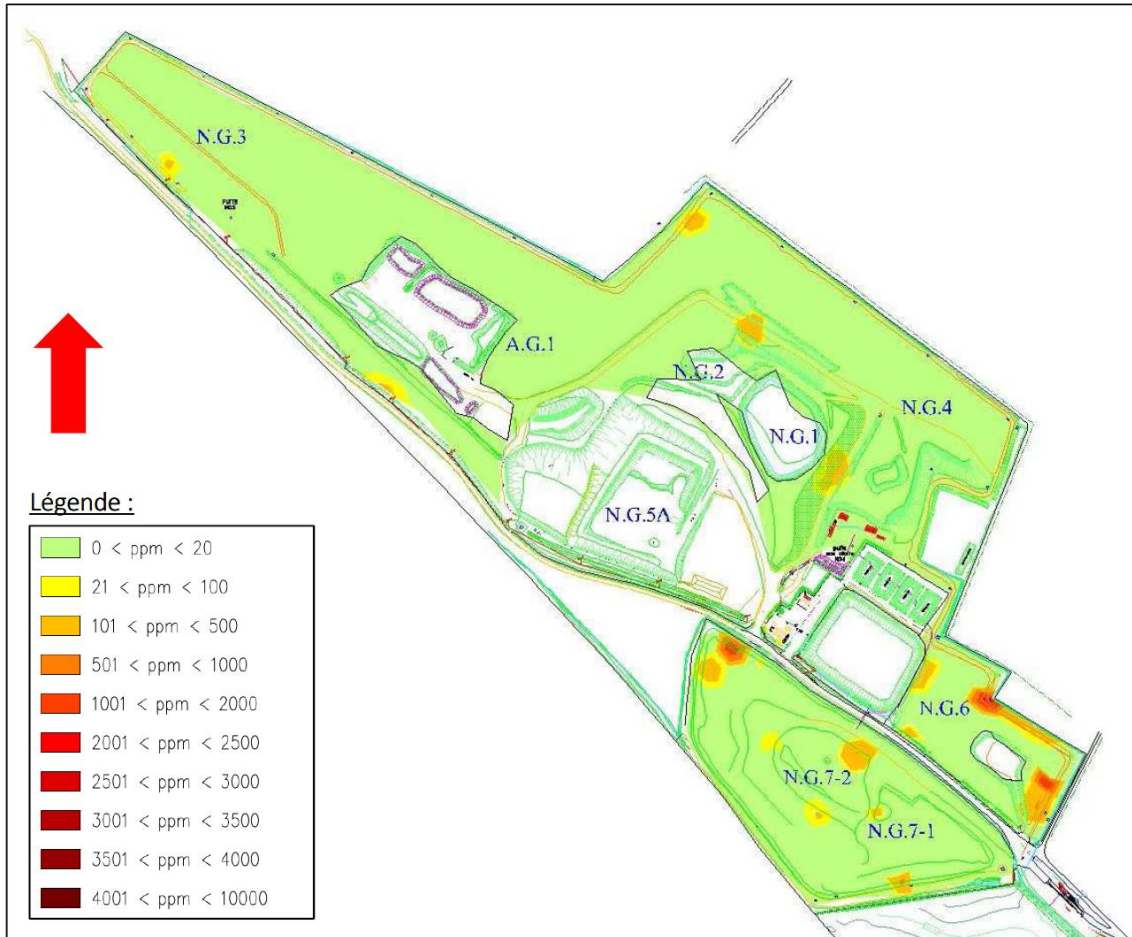 N.G.3
A.G.1
N.G.2
N.G.4
N.G.1
N.G.5A
N.G.6
N.G.7-2
N.G.7-1
Légende :
0 < ppm < 20
21 < ppm < 100
101 < ppm < 500
501 < ppm < 1000
1001 < ppm < 2000
2001 < ppm < 2500
2501 < ppm < 3000
3001 < ppm < 3500
3501 < ppm < 4000
4001 < ppm < 10000